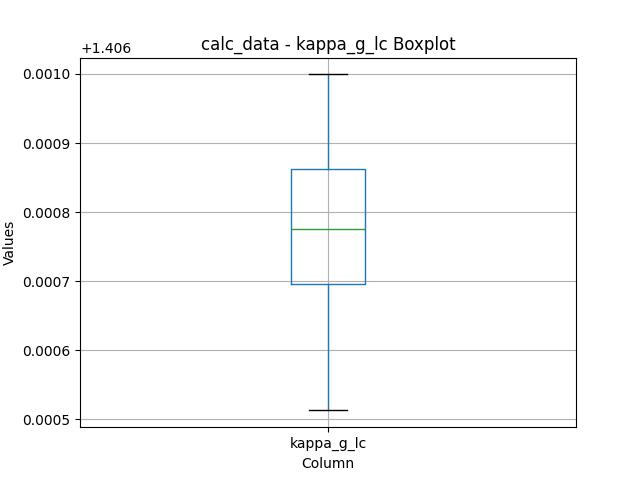 calc_data - kappa_g_lc Boxplot
+1.406
0.0010
0.0009
0.0008
0.0007
0.0006
0.0005
Values
kappa_g_lc
Column